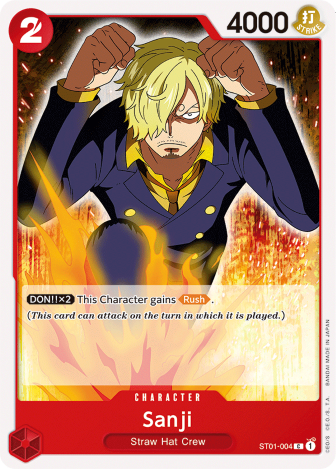 2
4000
打
STRIKE
DON!!×2 This Character gains Rush .
(This card can attack on the turn in which it is played.)
CHARACTER
Sanji
Straw Hat Crew
ST01-004 C 1
BANDAI MADE IN JAPAN
©E.O./S., T.A.